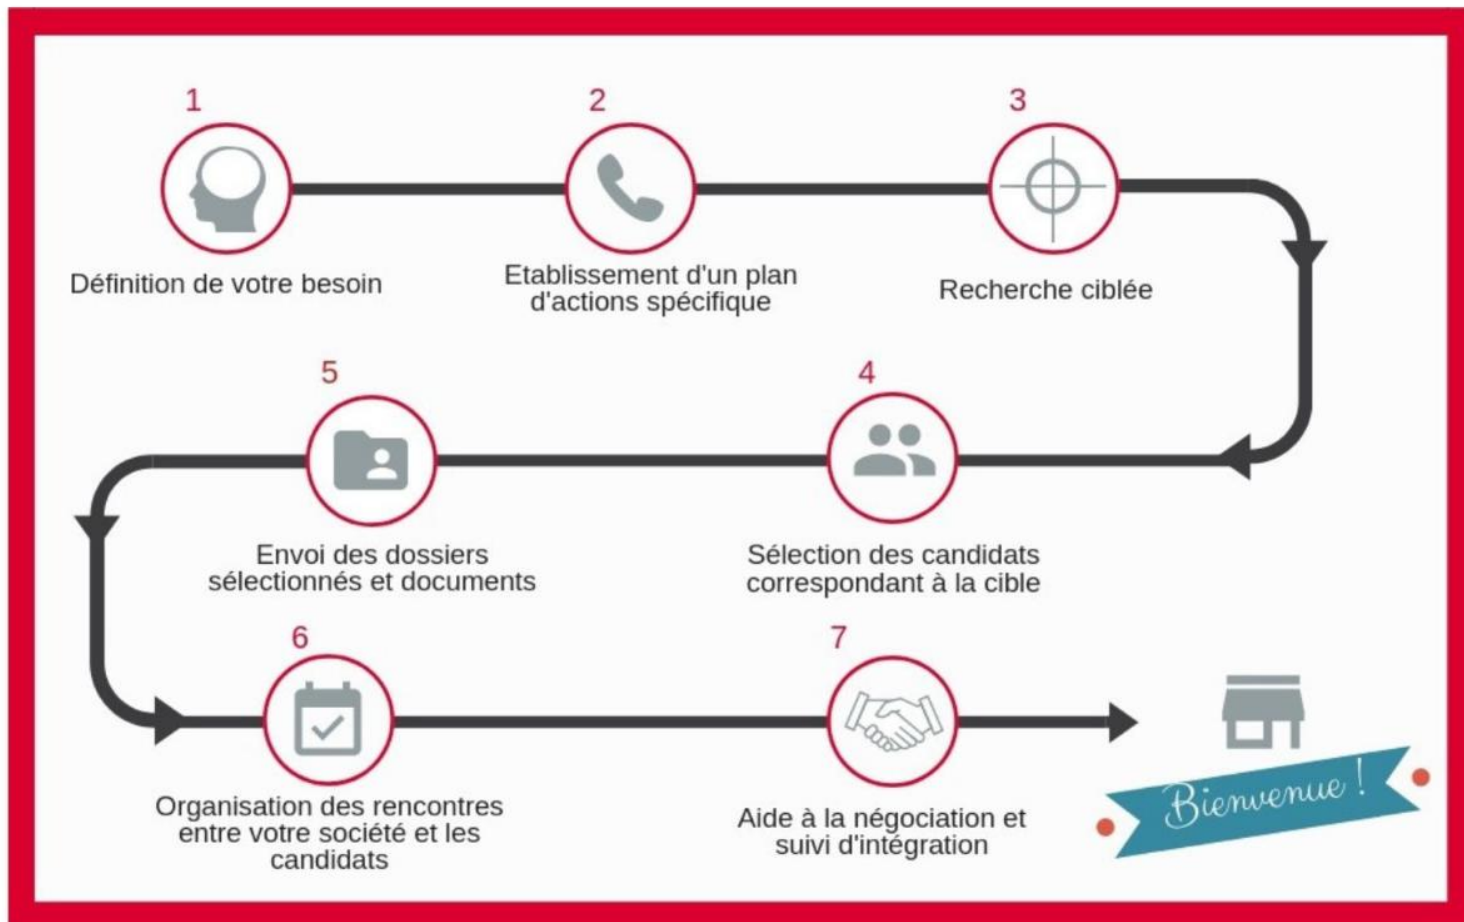 1
Définition de votre besoin
2
Etablissement d'un plan
d'actions spécifique
3
Recherche ciblée
4
Sélection des candidats
correspondant à la cible
5
Envoi des dossiers
sélectionnés et documents
6
Organisation des rencontres
entre votre société et les
candidats
7
Aide à la négociation et
suivi d'intégration
Bienvenue !